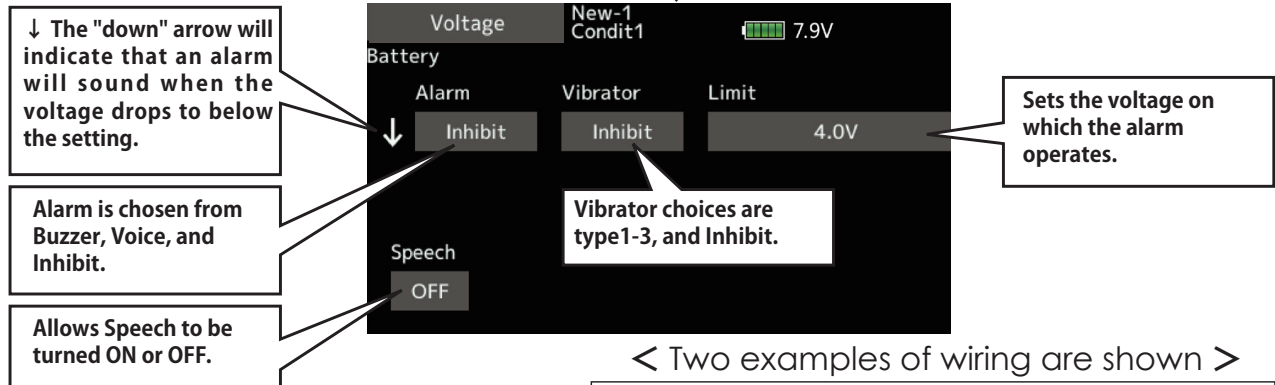 ↓ The "down" arrow will
indicate that an alarm
will sound when the
voltage drops to below
the setting.
Alarm is chosen from
Buzzer, Voice, and
Inhibit.
Allows Speech to be
turned ON or OFF.
Voltage
New-1
Condit1
7.9V
Battery
Alarm
Vibrator
Limit
↓
Inhibit
Inhibit
4.0V
Vibrator choices are
type1-3, and Inhibit.
Speech
OFF
Sets the voltage on
which the alarm
operates.
< Two examples of wiring are shown >